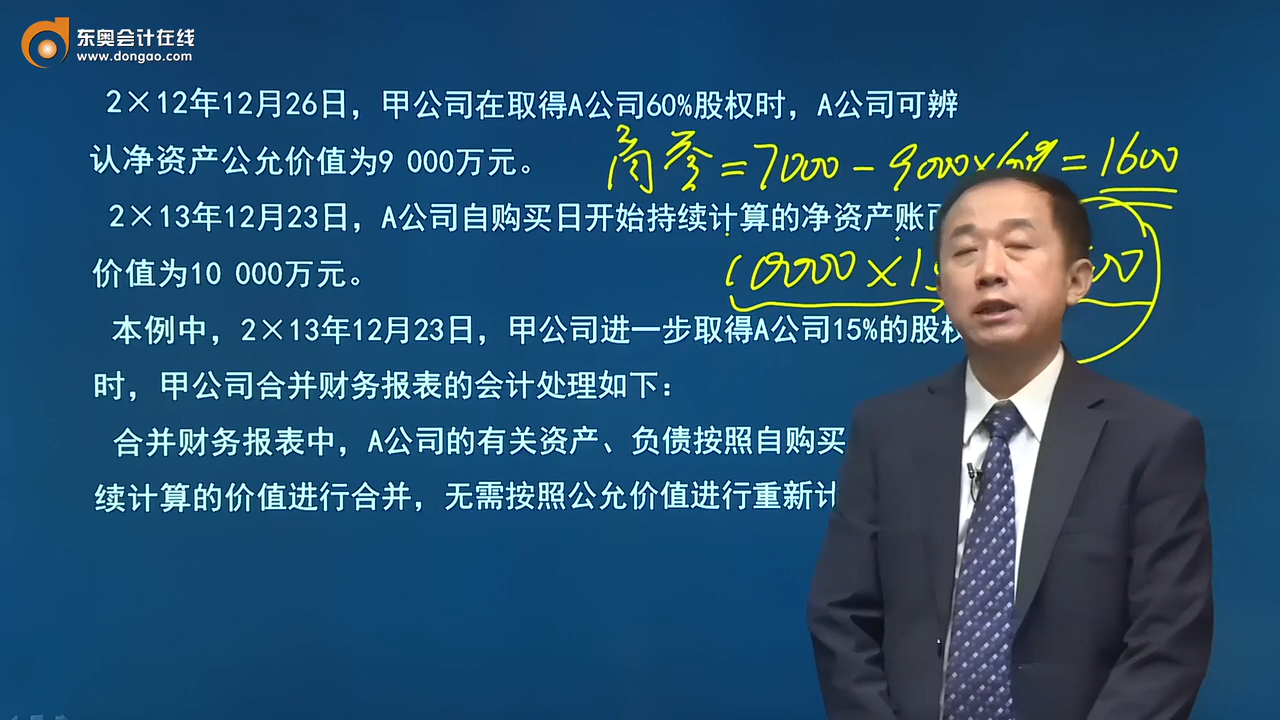 东奥会计在线
www.dongao.com
2×12年12月26日，甲公司在取得A公司60%股权时，A公司可辨
认净资产公允价值为9 000万元。
商誉=7000-9000×60%=1600
2×13年12月23日，A公司自购买日开始持续计算的净资产账
价值为10 000万元。
10000×1
00
本例中，2×13年12月23日，甲公司进一步取得A公司15%的股
时，甲公司合并财务报表的会计处理如下：
合并财务报表中，A公司的有关资产、负债按照自购买
续计算的价值进行合并，无需按照公允价值进行重新计